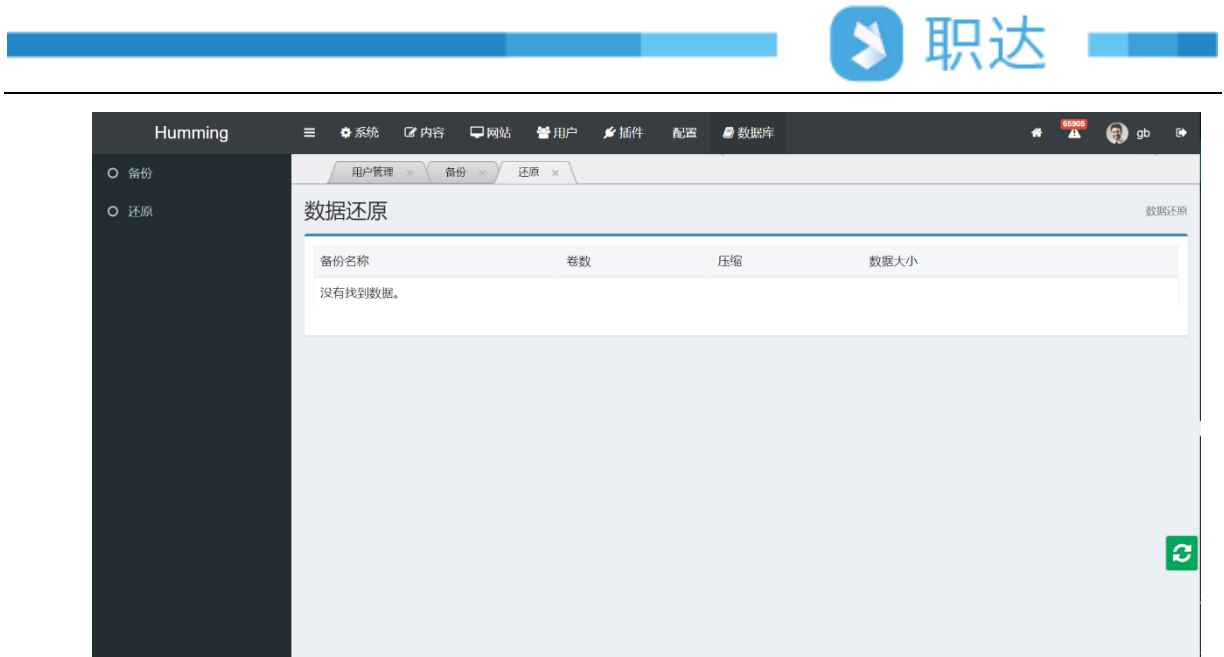 职达
Humming 系统 内容 网站 用户 插件 配置 数据库 65905 gb
备份 用户管理 × 备份 × 还原 ×
还原 数据还原 数据还原
备份名称 卷数 压缩 数据大小
没有找到数据。